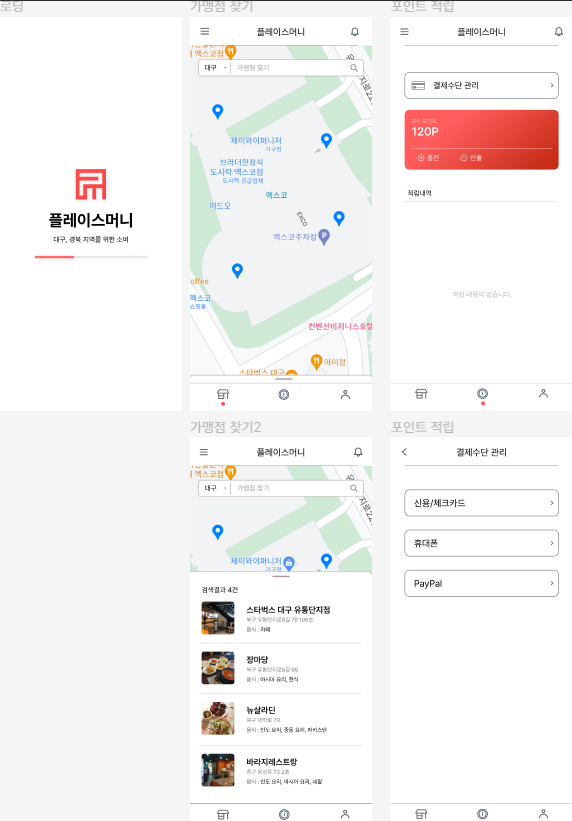 로딩
플레이스머니
대구, 경북 지역를 위한 소비
가맹점 찾기
플레이스머니
엑스코점
대구
가맹점 찾기
제이와이퍼니처
가구점
브라더한정식
도시락 엑스코점
도시락 공급업체
엑스코
미드오
EXCO
엑스코주차장
P
offee
펙스코
쇼핑몰
컨벤션비지니스호텔
아미정
스타벅스 대구
포인트 적립
플레이스머니
결제수단 관리
120P
충전
인출
적립내역
적립 내용이 없습니다.
가맹점 찾기2
플레이스머니
엑스코점
대구
가맹점 찾기
제이와이퍼니처
가구점
검색결과 4건
스타벅스 대구 유통단지점
북구 유통단지로8길 78 106호
음식 : 카페
장마당
북구 유통단지로8길 66
음식 : 아시아 요리, 한식
뉴살라딘
북구 대학로 79
음식 : 인도 요리, 중동 요리, 파키스탄
바라지레스트랑
중구 동성로 73 2층
음식 : 인도 요리, 아시아 요리, 네팔
포인트 적립
결제수단 관리
신용/체크카드
휴대폰
PayPal